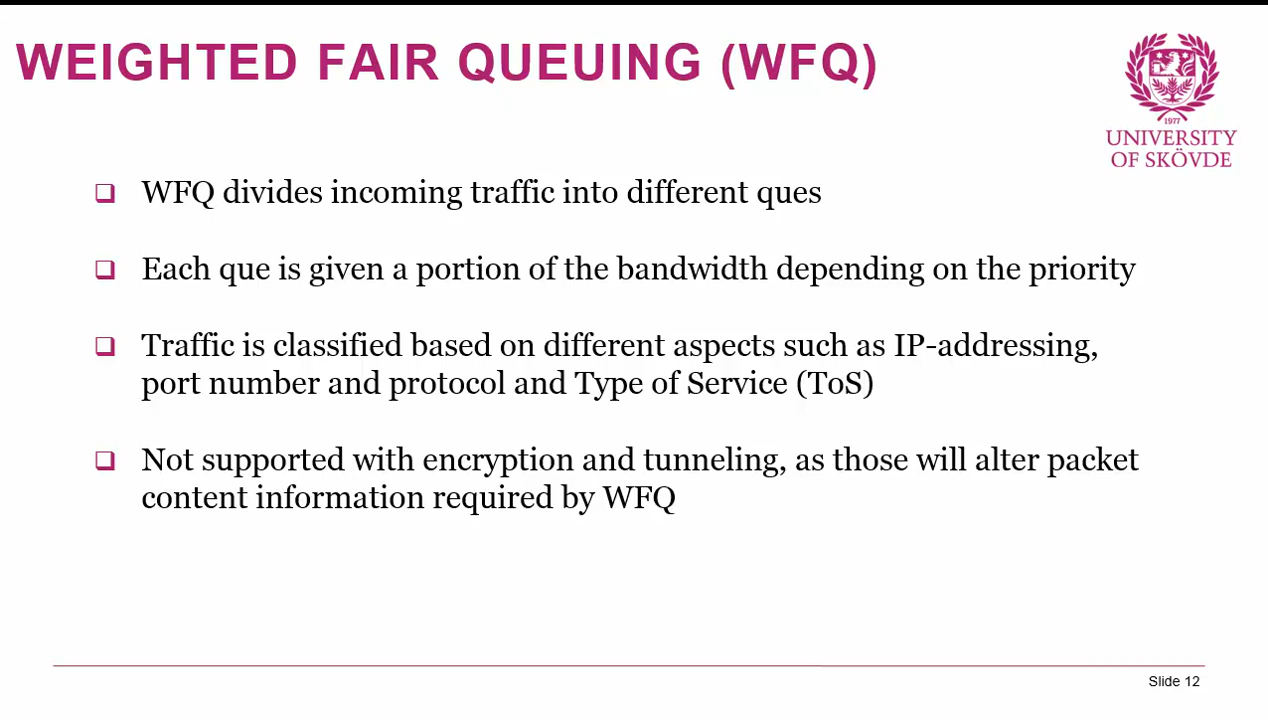 WEIGHTED FAIR QUEUING (WFQ)
1977
UNIVERSITY
OF SKÖVDE
WFQ divides incoming traffic into different ques
Each que is given a portion of the bandwidth depending on the priority
Traffic is classified based on different aspects such as IP-addressing,
port number and protocol and Type of Service (ToS)
Not supported with encryption and tunneling, as those will alter packet
content information required by WFQ
Slide 12